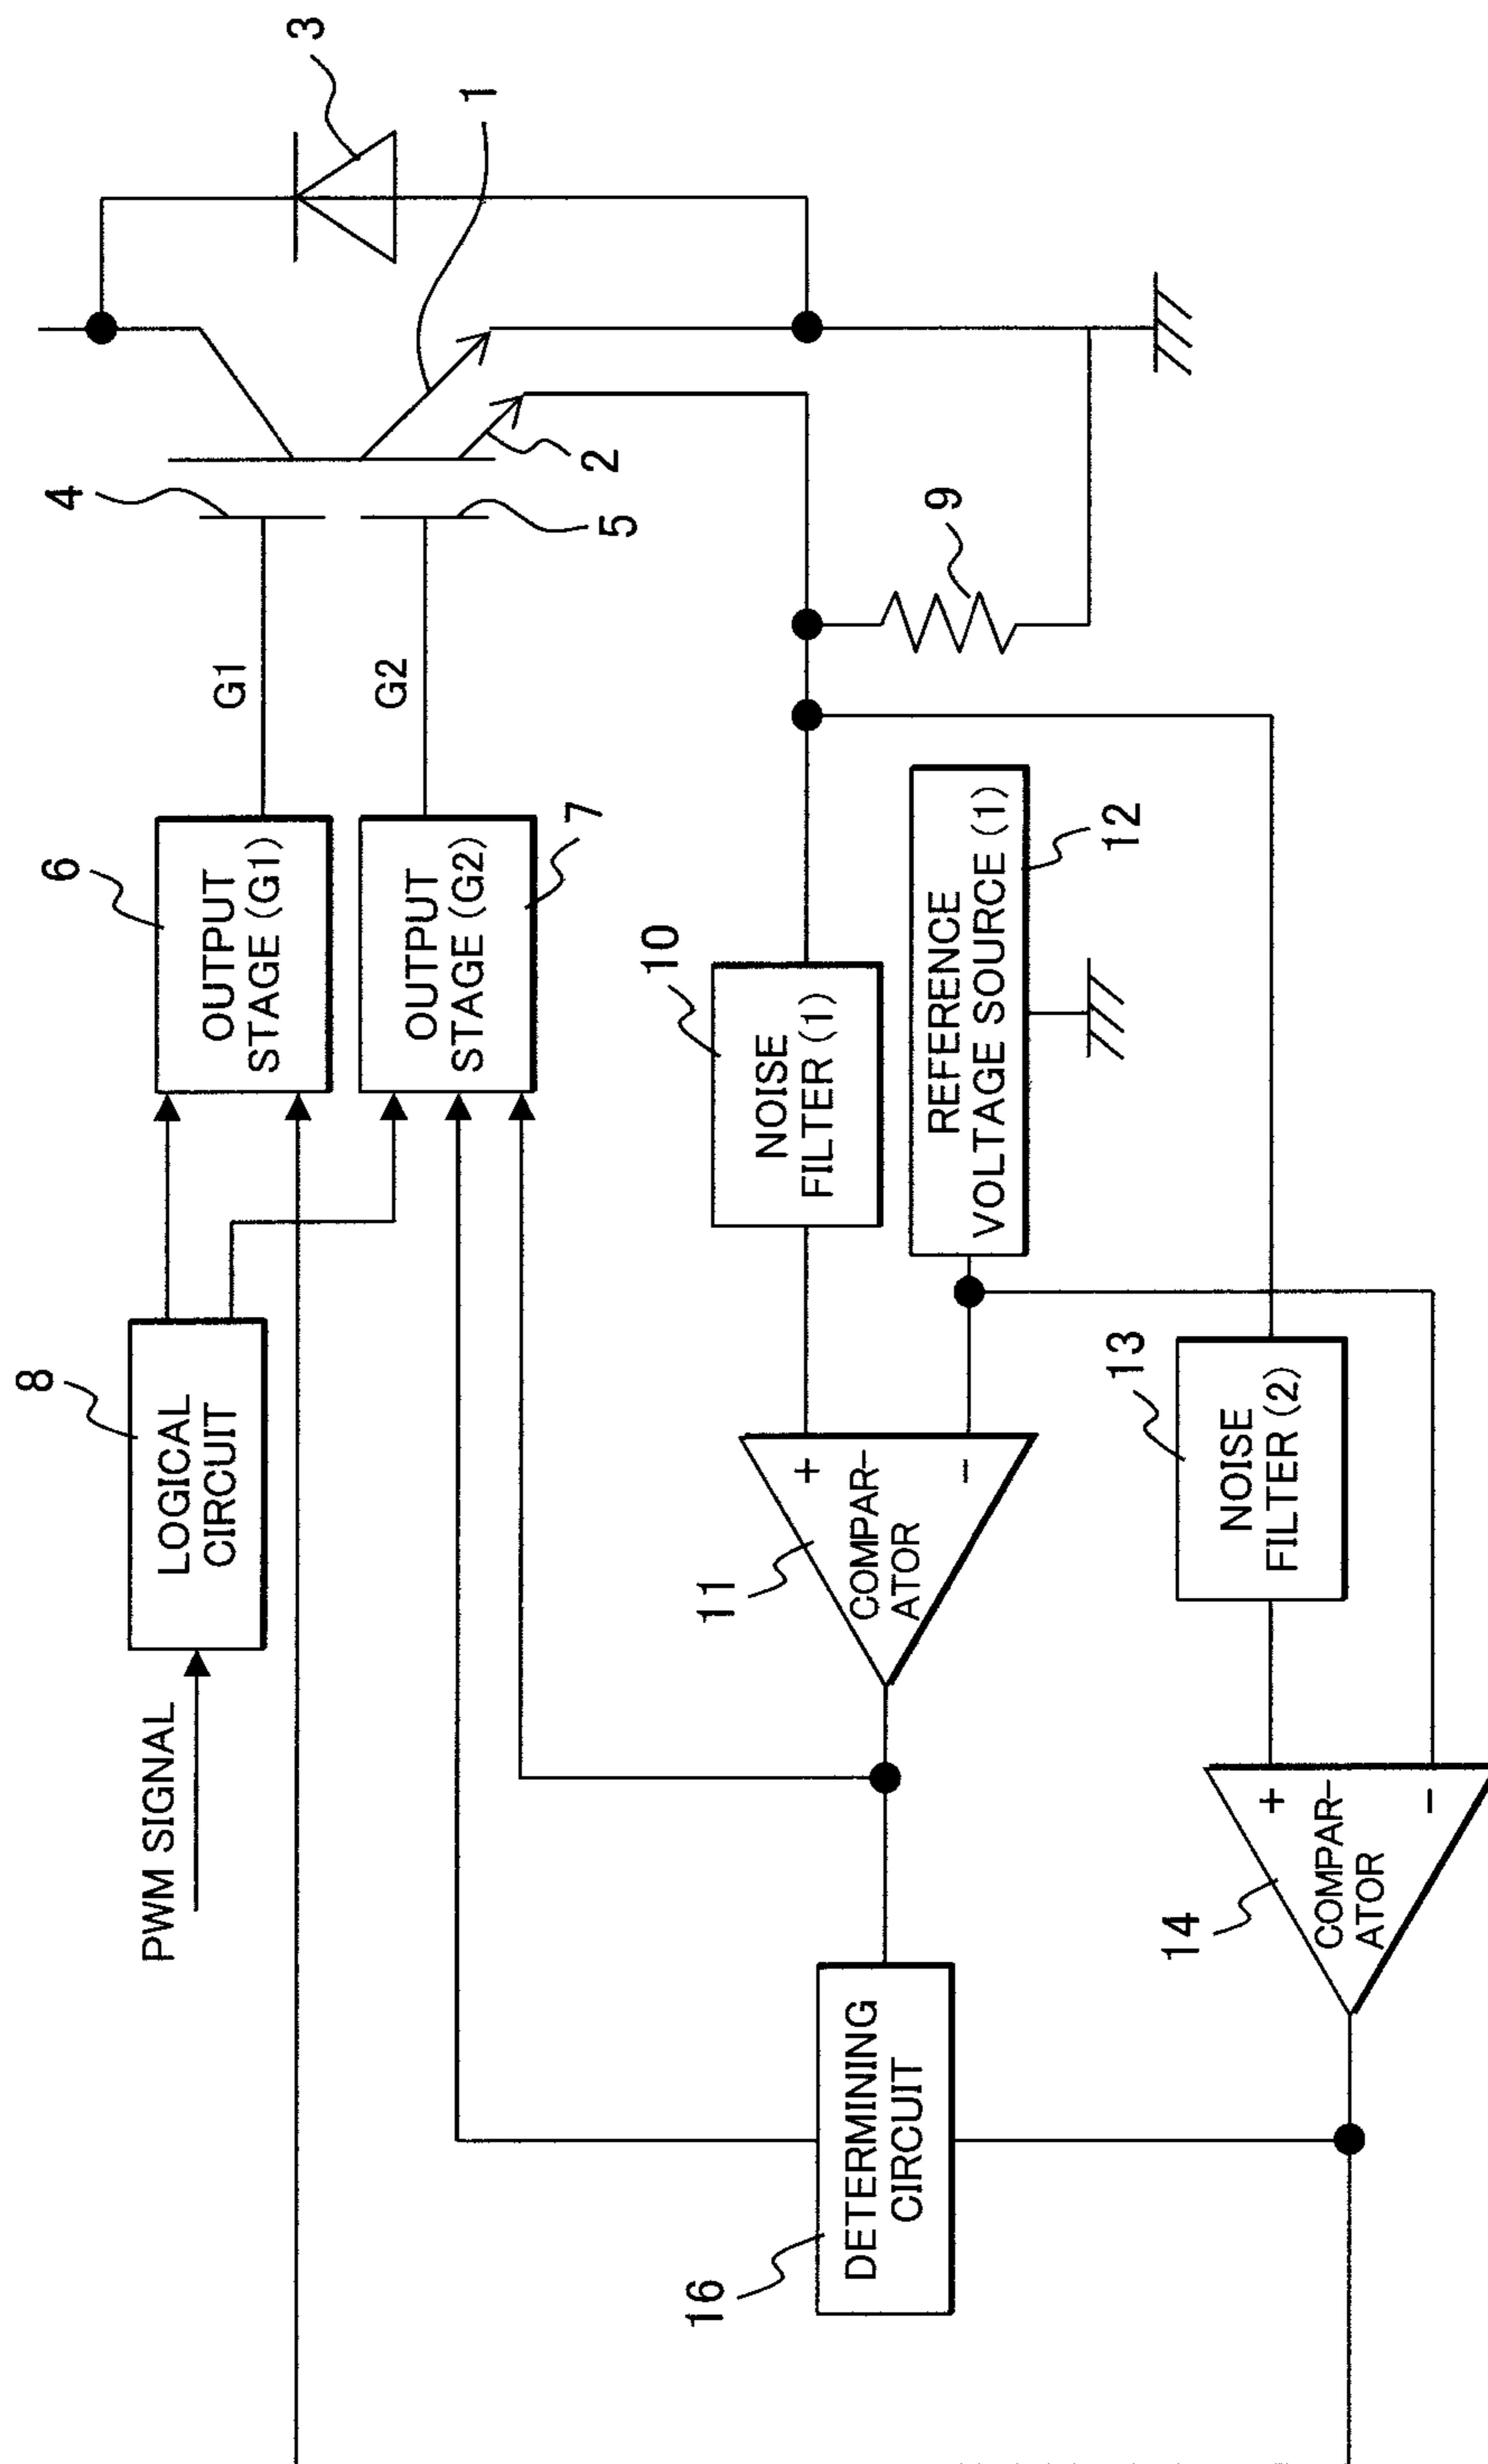 PWM SIGNAL
8
LOGICAL
CIRCUIT
6
OUTPUT
STAGE (G1)
G1
OUTPUT
STAGE (G2)
7
G2
4
5
1
2
3
9
10
NOISE
FILTER (1)
REFERENCE
VOLTAGE SOURCE (1)
12
11
+
−
COMPAR-
ATOR
13
NOISE
FILTER (2)
14
+
−
COMPAR-
ATOR
16
DETERMINING
CIRCUIT